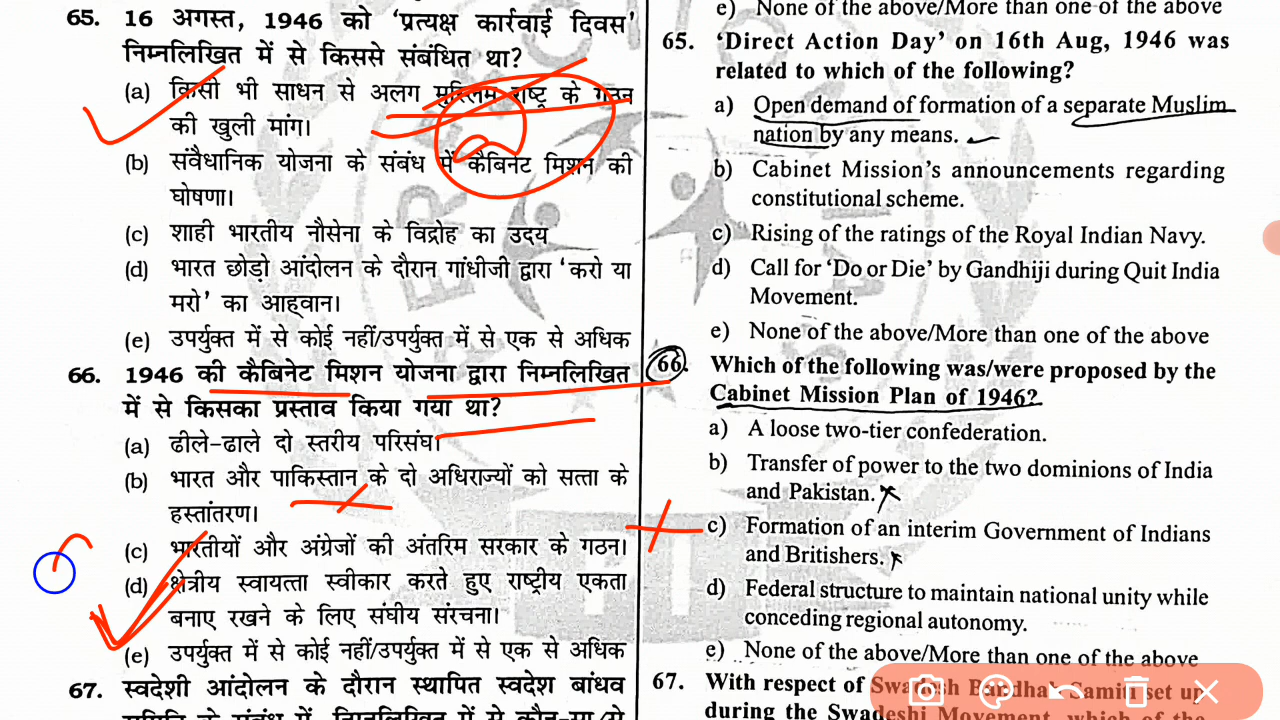 65. 16 अगस्त, 1946 को 'प्रत्यक्ष कार्रवाई दिवस'
निम्नलिखित में से किससे संबंधित था?
(a) किसी भी साधन से अलग मुस्लिम राष्ट्र के गठन
की खुली मांग।
(b) संवैधानिक योजना के संबंध में कैबिनेट मिशन की
घोषणा।
(c) शाही भारतीय नौसेना के विद्रोह का उदय
(d) भारत छोड़ो आंदोलन के दौरान गांधीजी द्वारा 'करो या
मरो' का आह्वान।
(e) उपर्युक्त में से कोई नहीं/उपर्युक्त में से एक से अधिक
66. 1946 की कैबिनेट मिशन योजना द्वारा निम्नलिखित
में से किसका प्रस्ताव किया गया था?
(a) ढीले-ढाले दो स्तरीय परिसंघ।
(b) भारत और पाकिस्तान के दो अधिराज्यों को सत्ता के
हस्तांतरण।
(c) भारतीयों और अंग्रेजों की अंतरिम सरकार के गठन।
(d) क्षेत्रीय स्वायत्ता स्वीकार करते हुए राष्ट्रीय एकता
बनाए रखने के लिए संघीय संरचना।
(e) उपर्युक्त में से कोई नहीं/उपर्युक्त में से एक से अधिक
67. स्वदेशी आंदोलन के दौरान स्थापित स्वदेश बांधव
e) None of the above/More than one of the above
65. 'Direct Action Day' on 16th Aug, 1946 was
related to which of the following?
a) Open demand of formation of a separate Muslim
nation by any means.
b) Cabinet Mission's announcements regarding
constitutional scheme.
c) Rising of the ratings of the Royal Indian Navy.
d) Call for 'Do or Die' by Gandhiji during Quit India
Movement.
e) None of the above/More than one of the above
66. Which of the following was/were proposed by the
Cabinet Mission Plan of 1946?
a) A loose two-tier confederation.
b) Transfer of power to the two dominions of India
and Pakistan.
c) Formation of an interim Government of Indians
and Britishers.
d) Federal structure to maintain national unity while
conceding regional autonomy.
e) None of the above/More than one of the above
67. With respect of Swadesh Bandhab Samiti set up
during the Swadeshi Movement, which of the